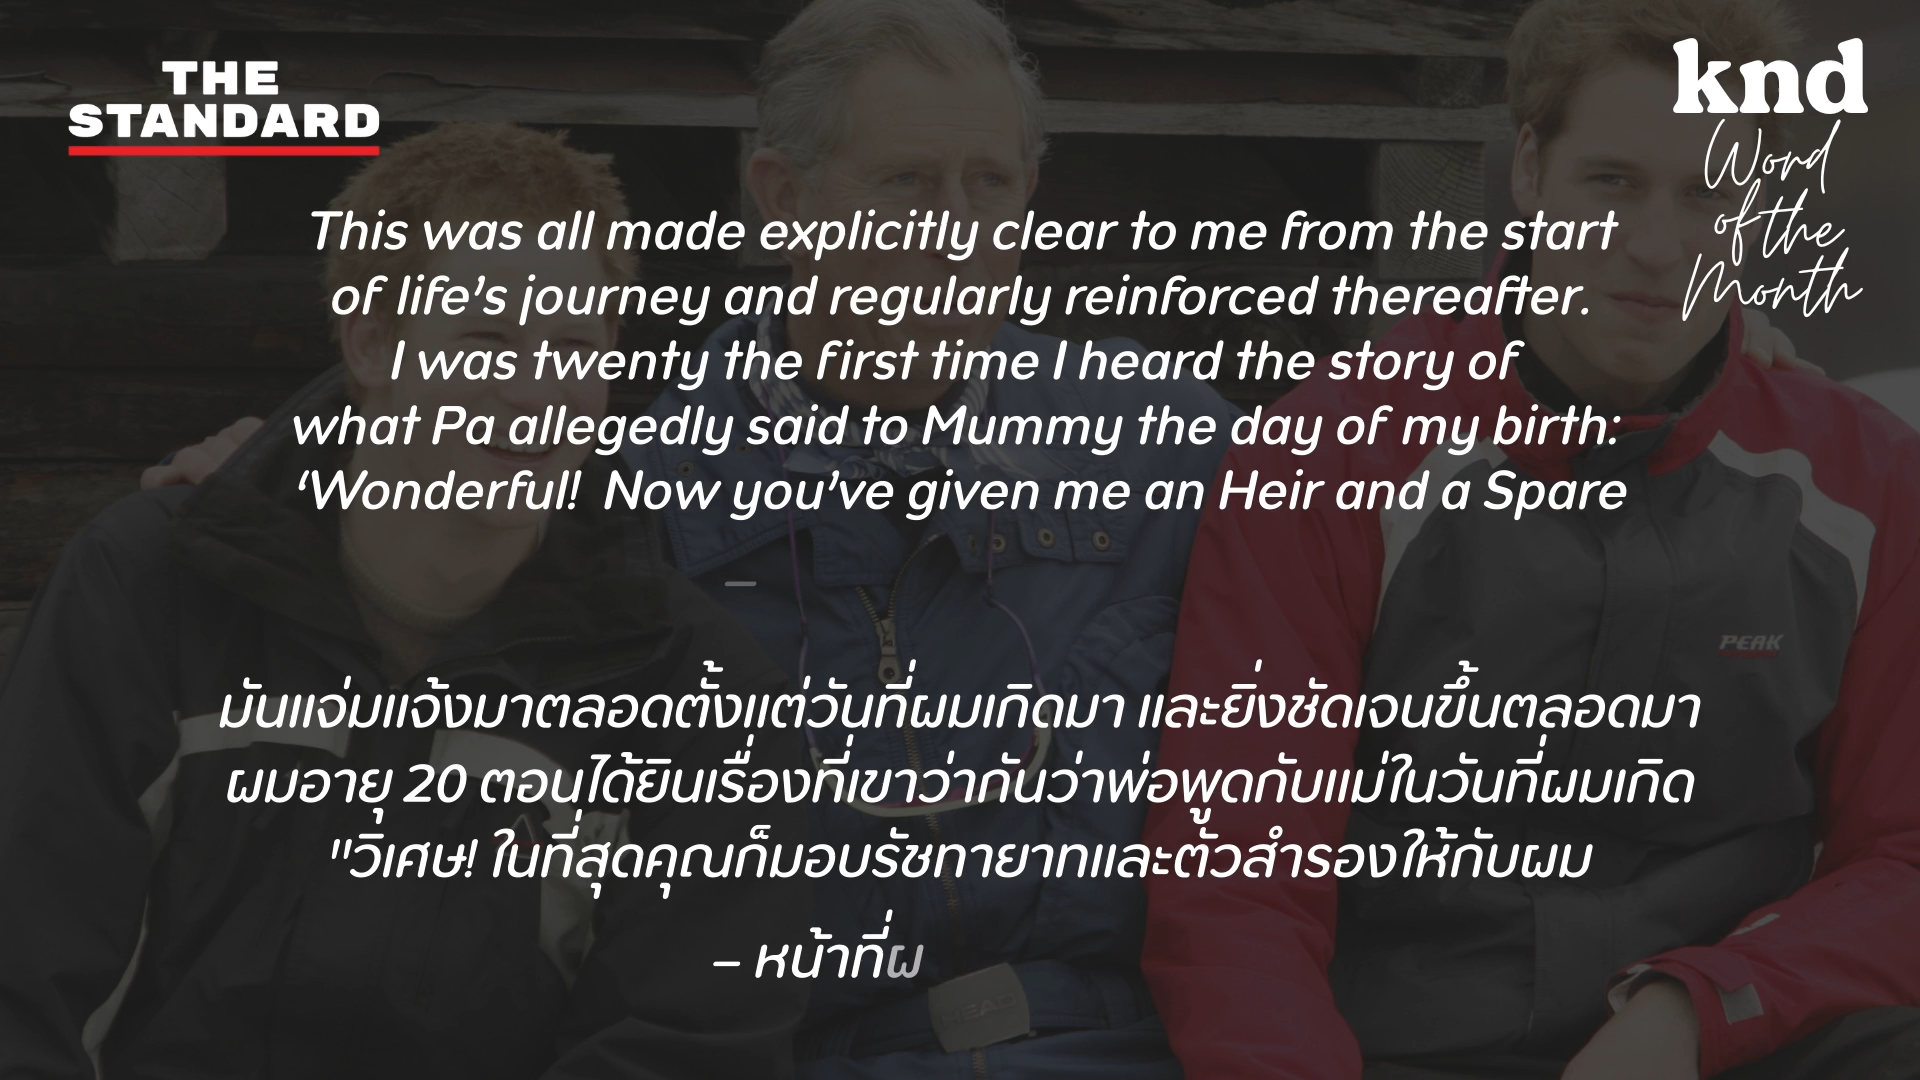 THE
STANDARD
knd
Word
of the
Month
This was all made explicitly clear to me from the start
of life’s journey and regularly reinforced thereafter.
I was twenty the first time I heard the story of
what Pa allegedly said to Mummy the day of my birth:
‘Wonderful!  Now you’ve given me an Heir and a Spare
–
PEAK
มันแจ่มแจ้งมาตลอดตั้งแต่วันที่ผมเกิดมา และยิ่งชัดเจนขึ้นตลอดมา
ผมอายุ 20 ตอนได้ยินเรื่องที่เขาว่ากันว่าพ่อพูดกับแม่ในวันที่ผมเกิด
"วิเศษ! ในที่สุดคุณก็มอบรัชทายาทและตัวสำรองให้กับผม
– หน้าที่ผ
HEAD